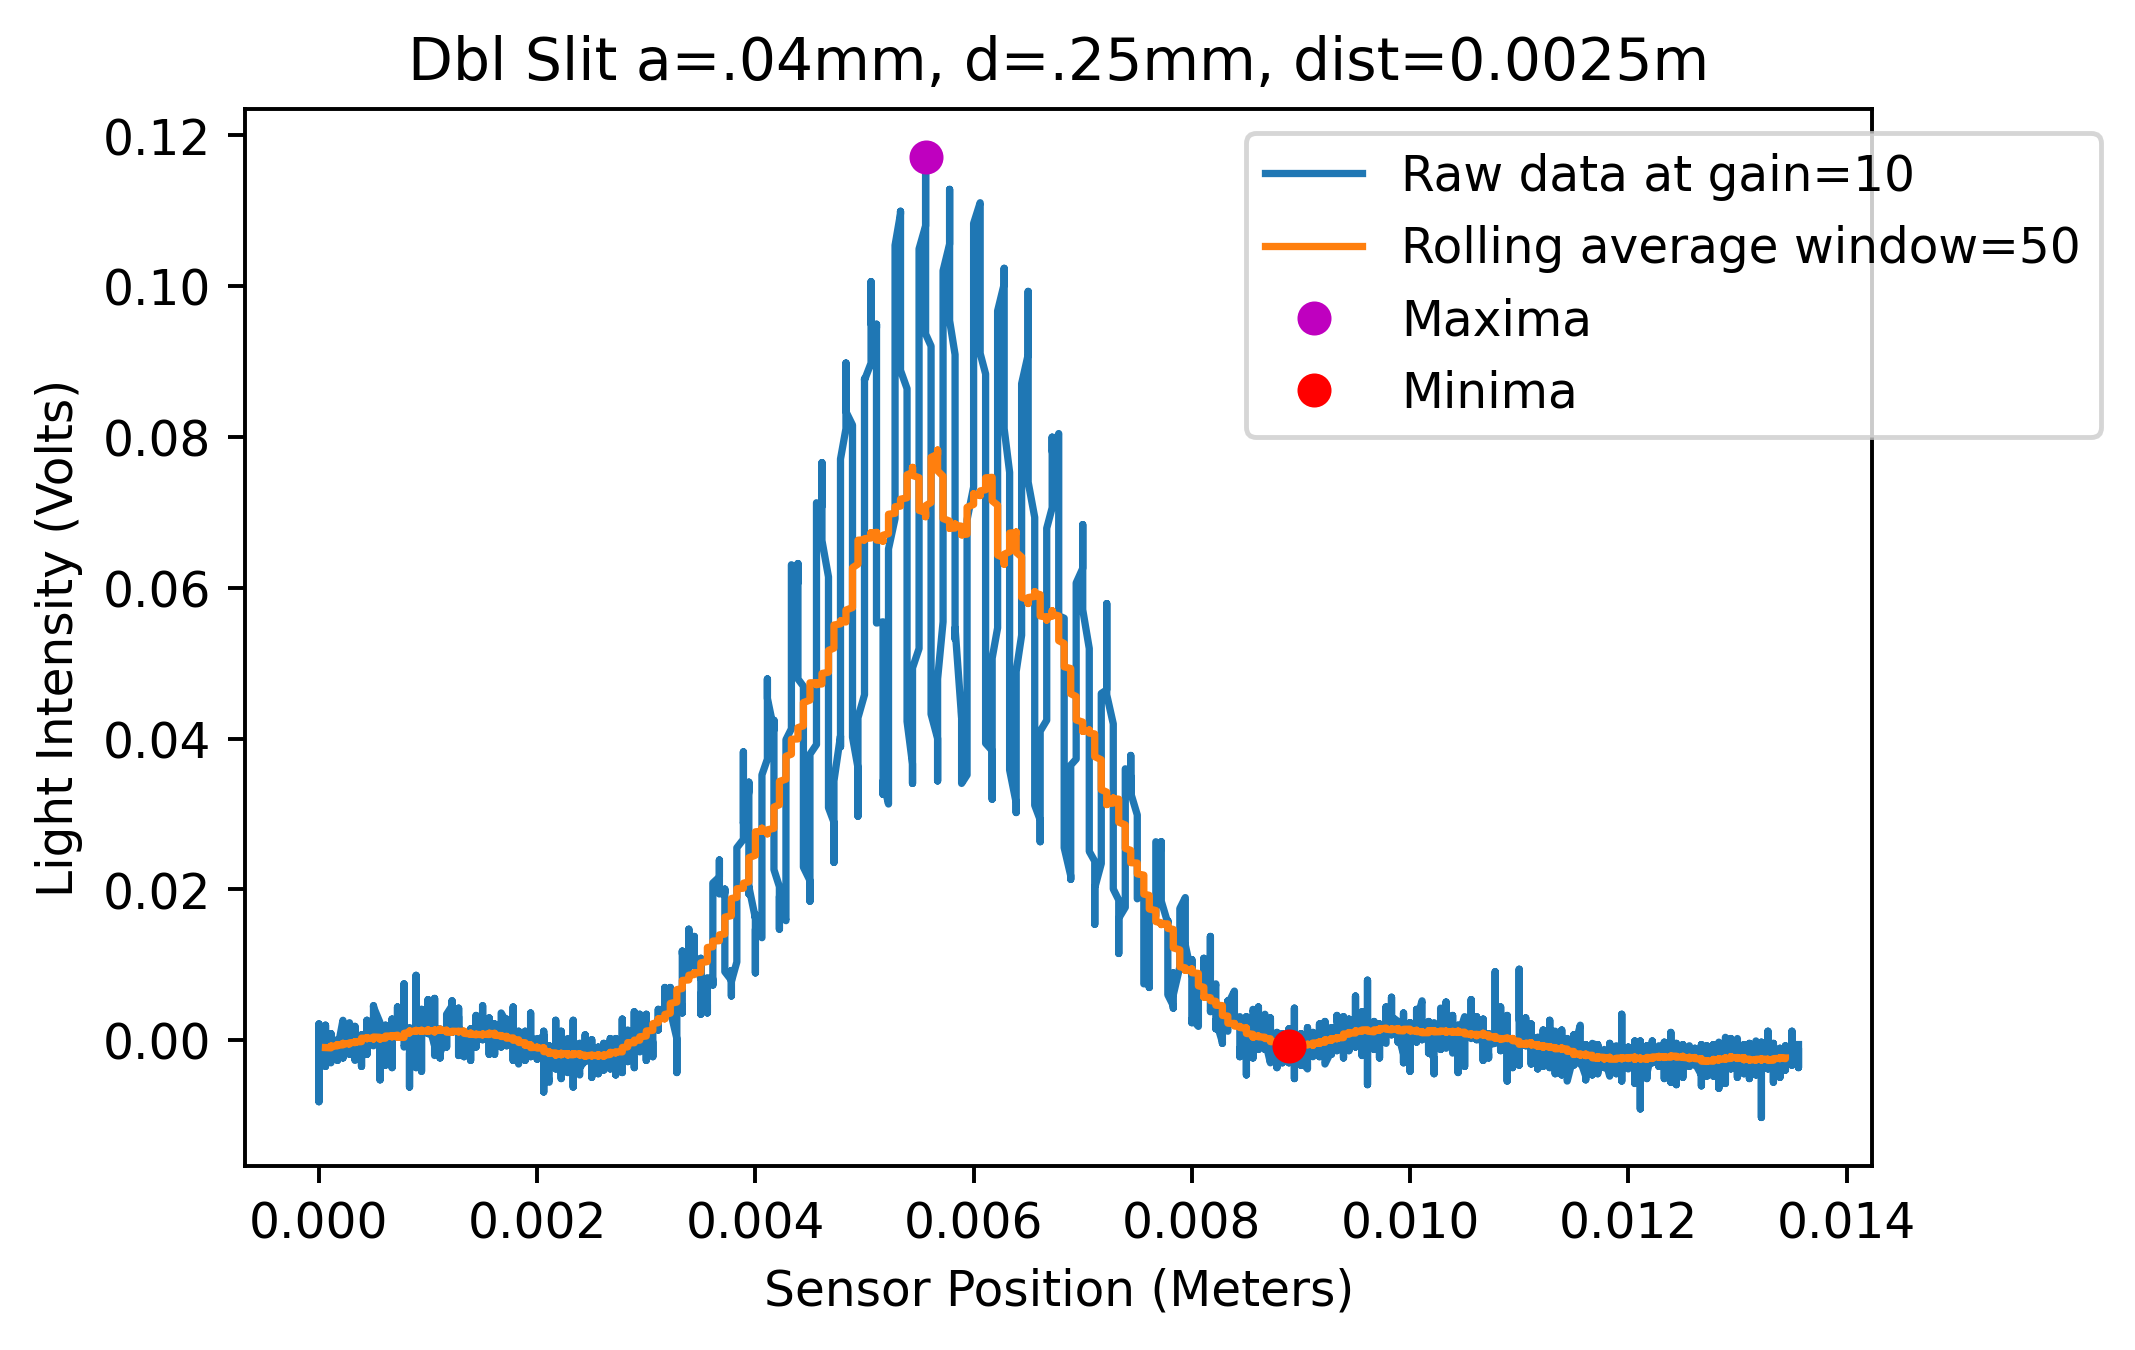 Dbl Slit a=.04mm, d=.25mm, dist=0.0025m
0.12
0.10
0.08
0.06
0.04
0.02
0.00
Light Intensity (Volts)
Raw data at gain=10
Rolling average window=50
Maxima
Minima
0.000 0.002 0.004 0.006 0.008 0.010 0.012 0.014
Sensor Position (Meters)